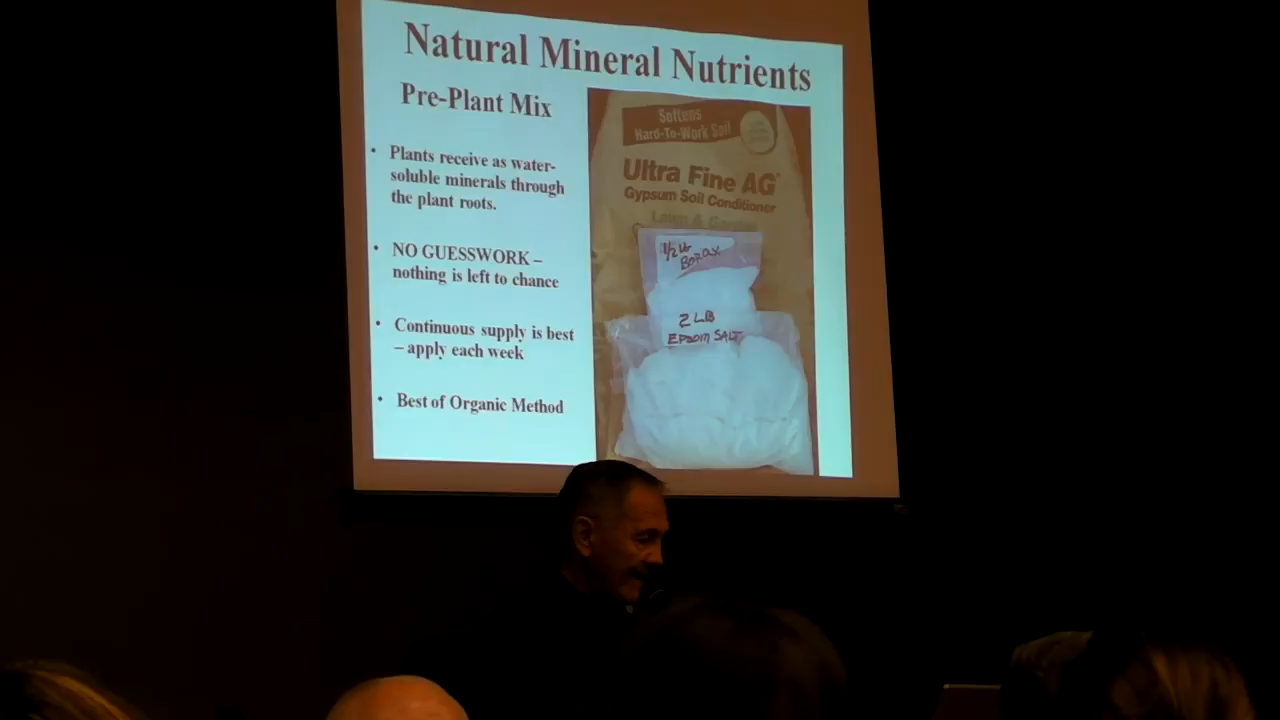 Natural Mineral Nutrients
Pre-Plant Mix
• Plants receive as water-
soluble minerals through
the plant roots.
• NO GUESSWORK –
nothing is left to chance
• Continuous supply is best
– apply each week
• Best of Organic Method
Softens
Hard-To-Work Soil
Ultra Fine AG
Gypsum Soil Conditioner
Lawn & Garden
1/2 lb
BORAX
2 LB
EPSOM SALT